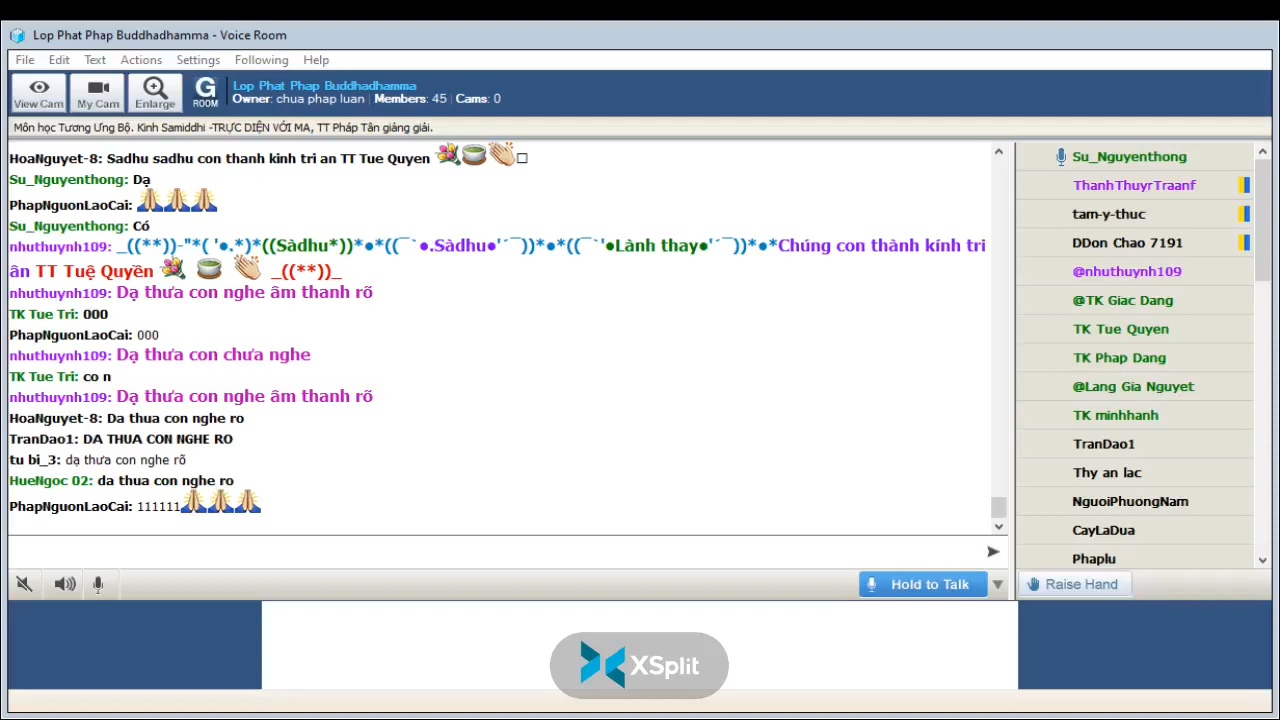 Lop Phat Phap Buddhadhamma - Voice Room
File Edit Text Actions Settings Following Help
View Cam My Cam Enlarge G ROOM
Lop Phat Phap Buddhadhamma
Owner: chua phap luan | Members: 45 | Cams: 0
Môn học Tương Ưng Bộ. Kinh Samiddhi -TRỰC DIỆN VỚI MA, TT Pháp Tân giảng giải.
HoaNguyet-8: Sadhu sadhu con thanh kinh tri an TT Tue Quyen
Su_Nguyenthong: Dạ
PhapNguonLaoCai:
Su_Nguyenthong: Có
nhuthuynh109: _((**))-"*( '●.*)*((Sàdhu*))*●*((¯`●.Sàdhu●'´¯))*●*((¯`'●Lành thay●'´¯))*●*Chúng con thành kính tri
ân TT Tuệ Quyền _((**))_
nhuthuynh109: Dạ thưa con nghe âm thanh rõ
TK Tue Tri: 000
PhapNguonLaoCai: 000
nhuthuynh109: Dạ thưa con chưa nghe
TK Tue Tri: co n
nhuthuynh109: Dạ thưa con nghe âm thanh rõ
HoaNguyet-8: Da thua con nghe ro
TranDao1: DA THUA CON NGHE RO
tu bi_3: dạ thưa con nghe rõ
HueNgoc 02: da thua con nghe ro
PhapNguonLaoCai: 111111
Hold to Talk
Su_Nguyenthong
ThanhThuyrTraanf
tam-y-thuc
DDon Chao 7191
@nhuthuynh109
@TK Giac Dang
TK Tue Quyen
TK Phap Dang
@Lang Gia Nguyet
TK minhhanh
TranDao1
Thy an lac
NguoiPhuongNam
CayLaDua
Phaplu
Raise Hand
XSplit